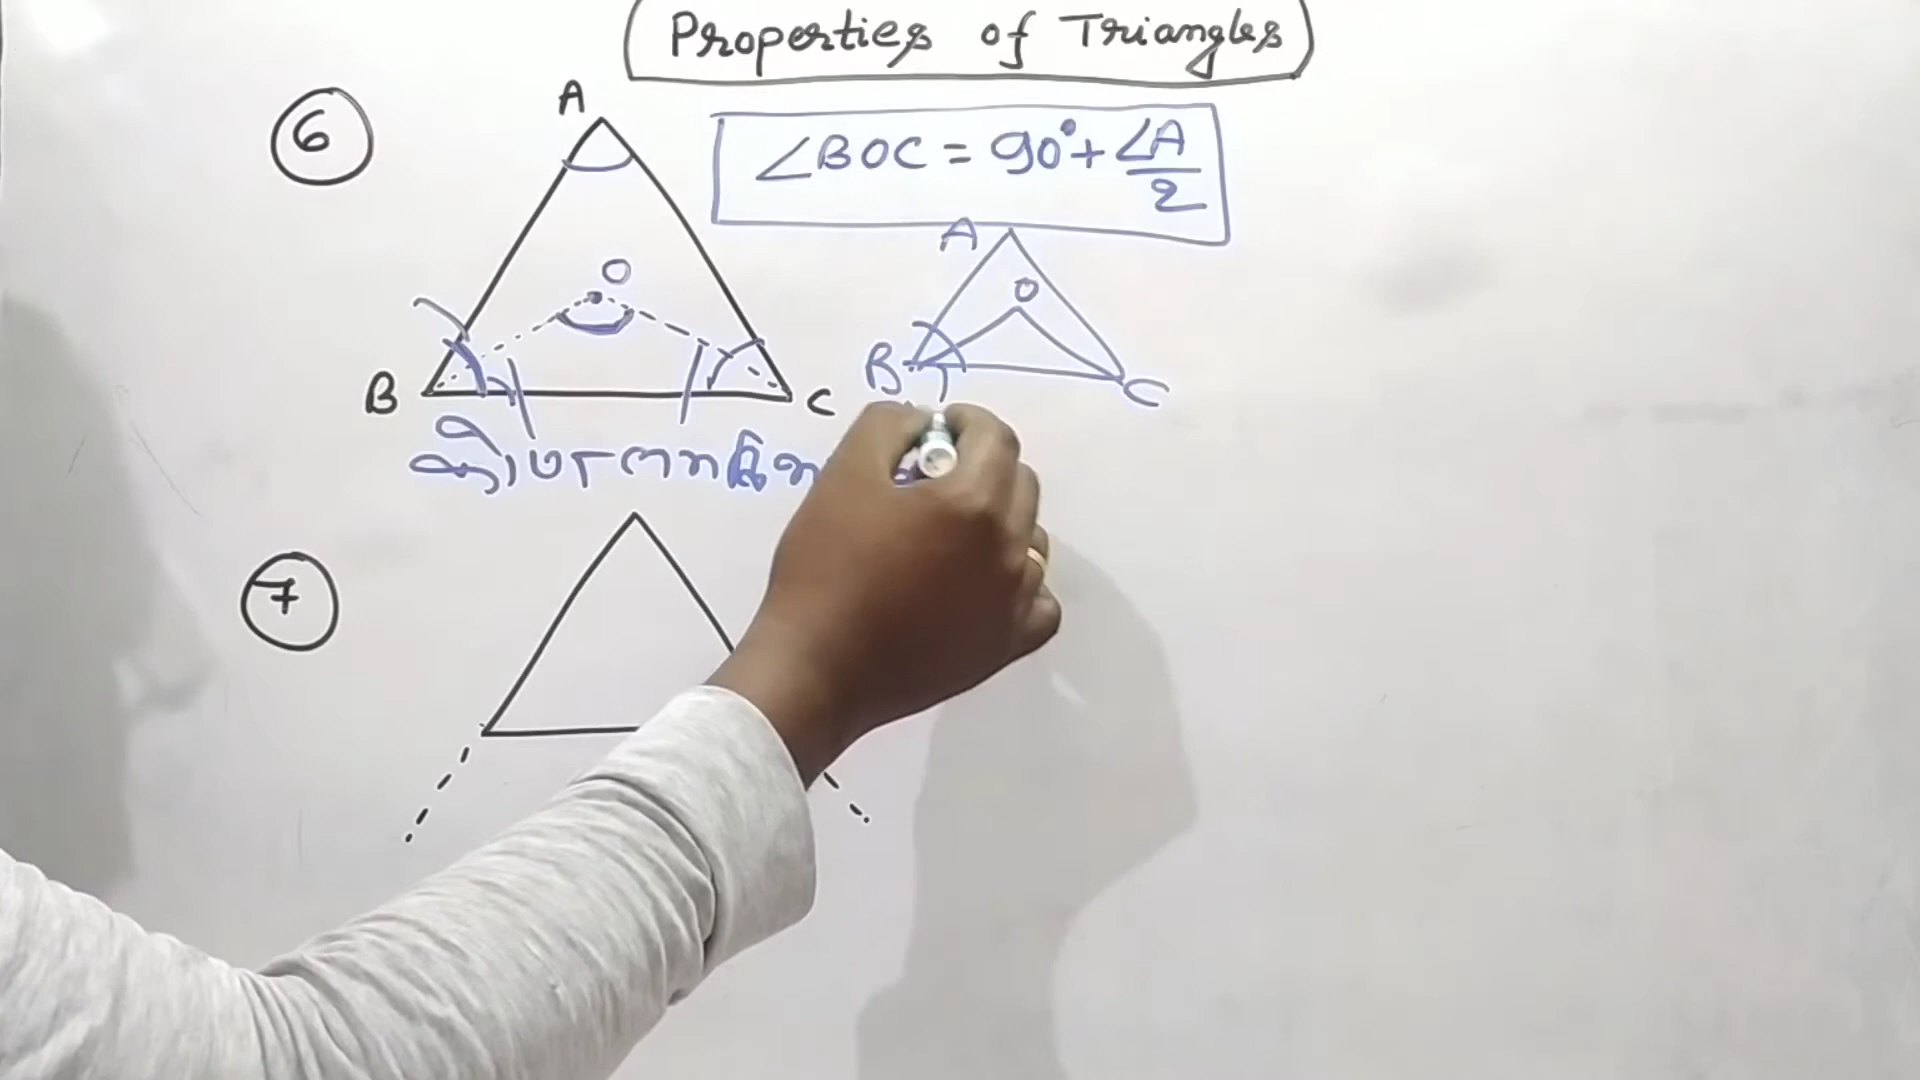 Properties of Triangles
6
A
∠BOC = 90° + ∠A/2
O
B
C
A
O
B
C
7